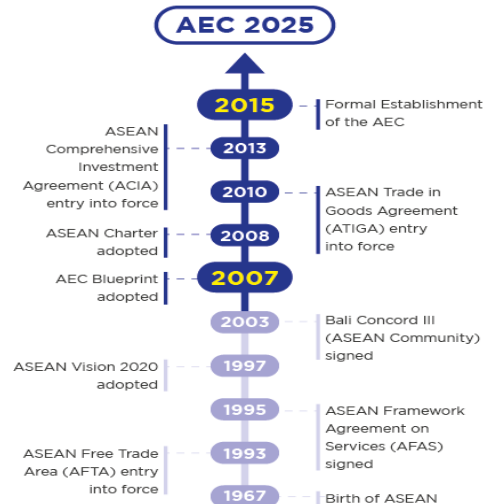 AEC 2025
2015
Formal Establishment
of the AEC
ASEAN
Comprehensive
Investment
Agreement (ACIA)
entry into force
2013
2010
ASEAN Trade in
Goods Agreement
(ATIGA) entry
into force
ASEAN Charter
adopted
2008
AEC Blueprint
adopted
2007
2003
Bali Concord III
(ASEAN Community)
signed
ASEAN Vision 2020
adopted
1997
1995
ASEAN Framework
Agreement on
Services (AFAS)
signed
ASEAN Free Trade
Area (AFTA) entry
into force
1993
1967
Birth of ASEAN